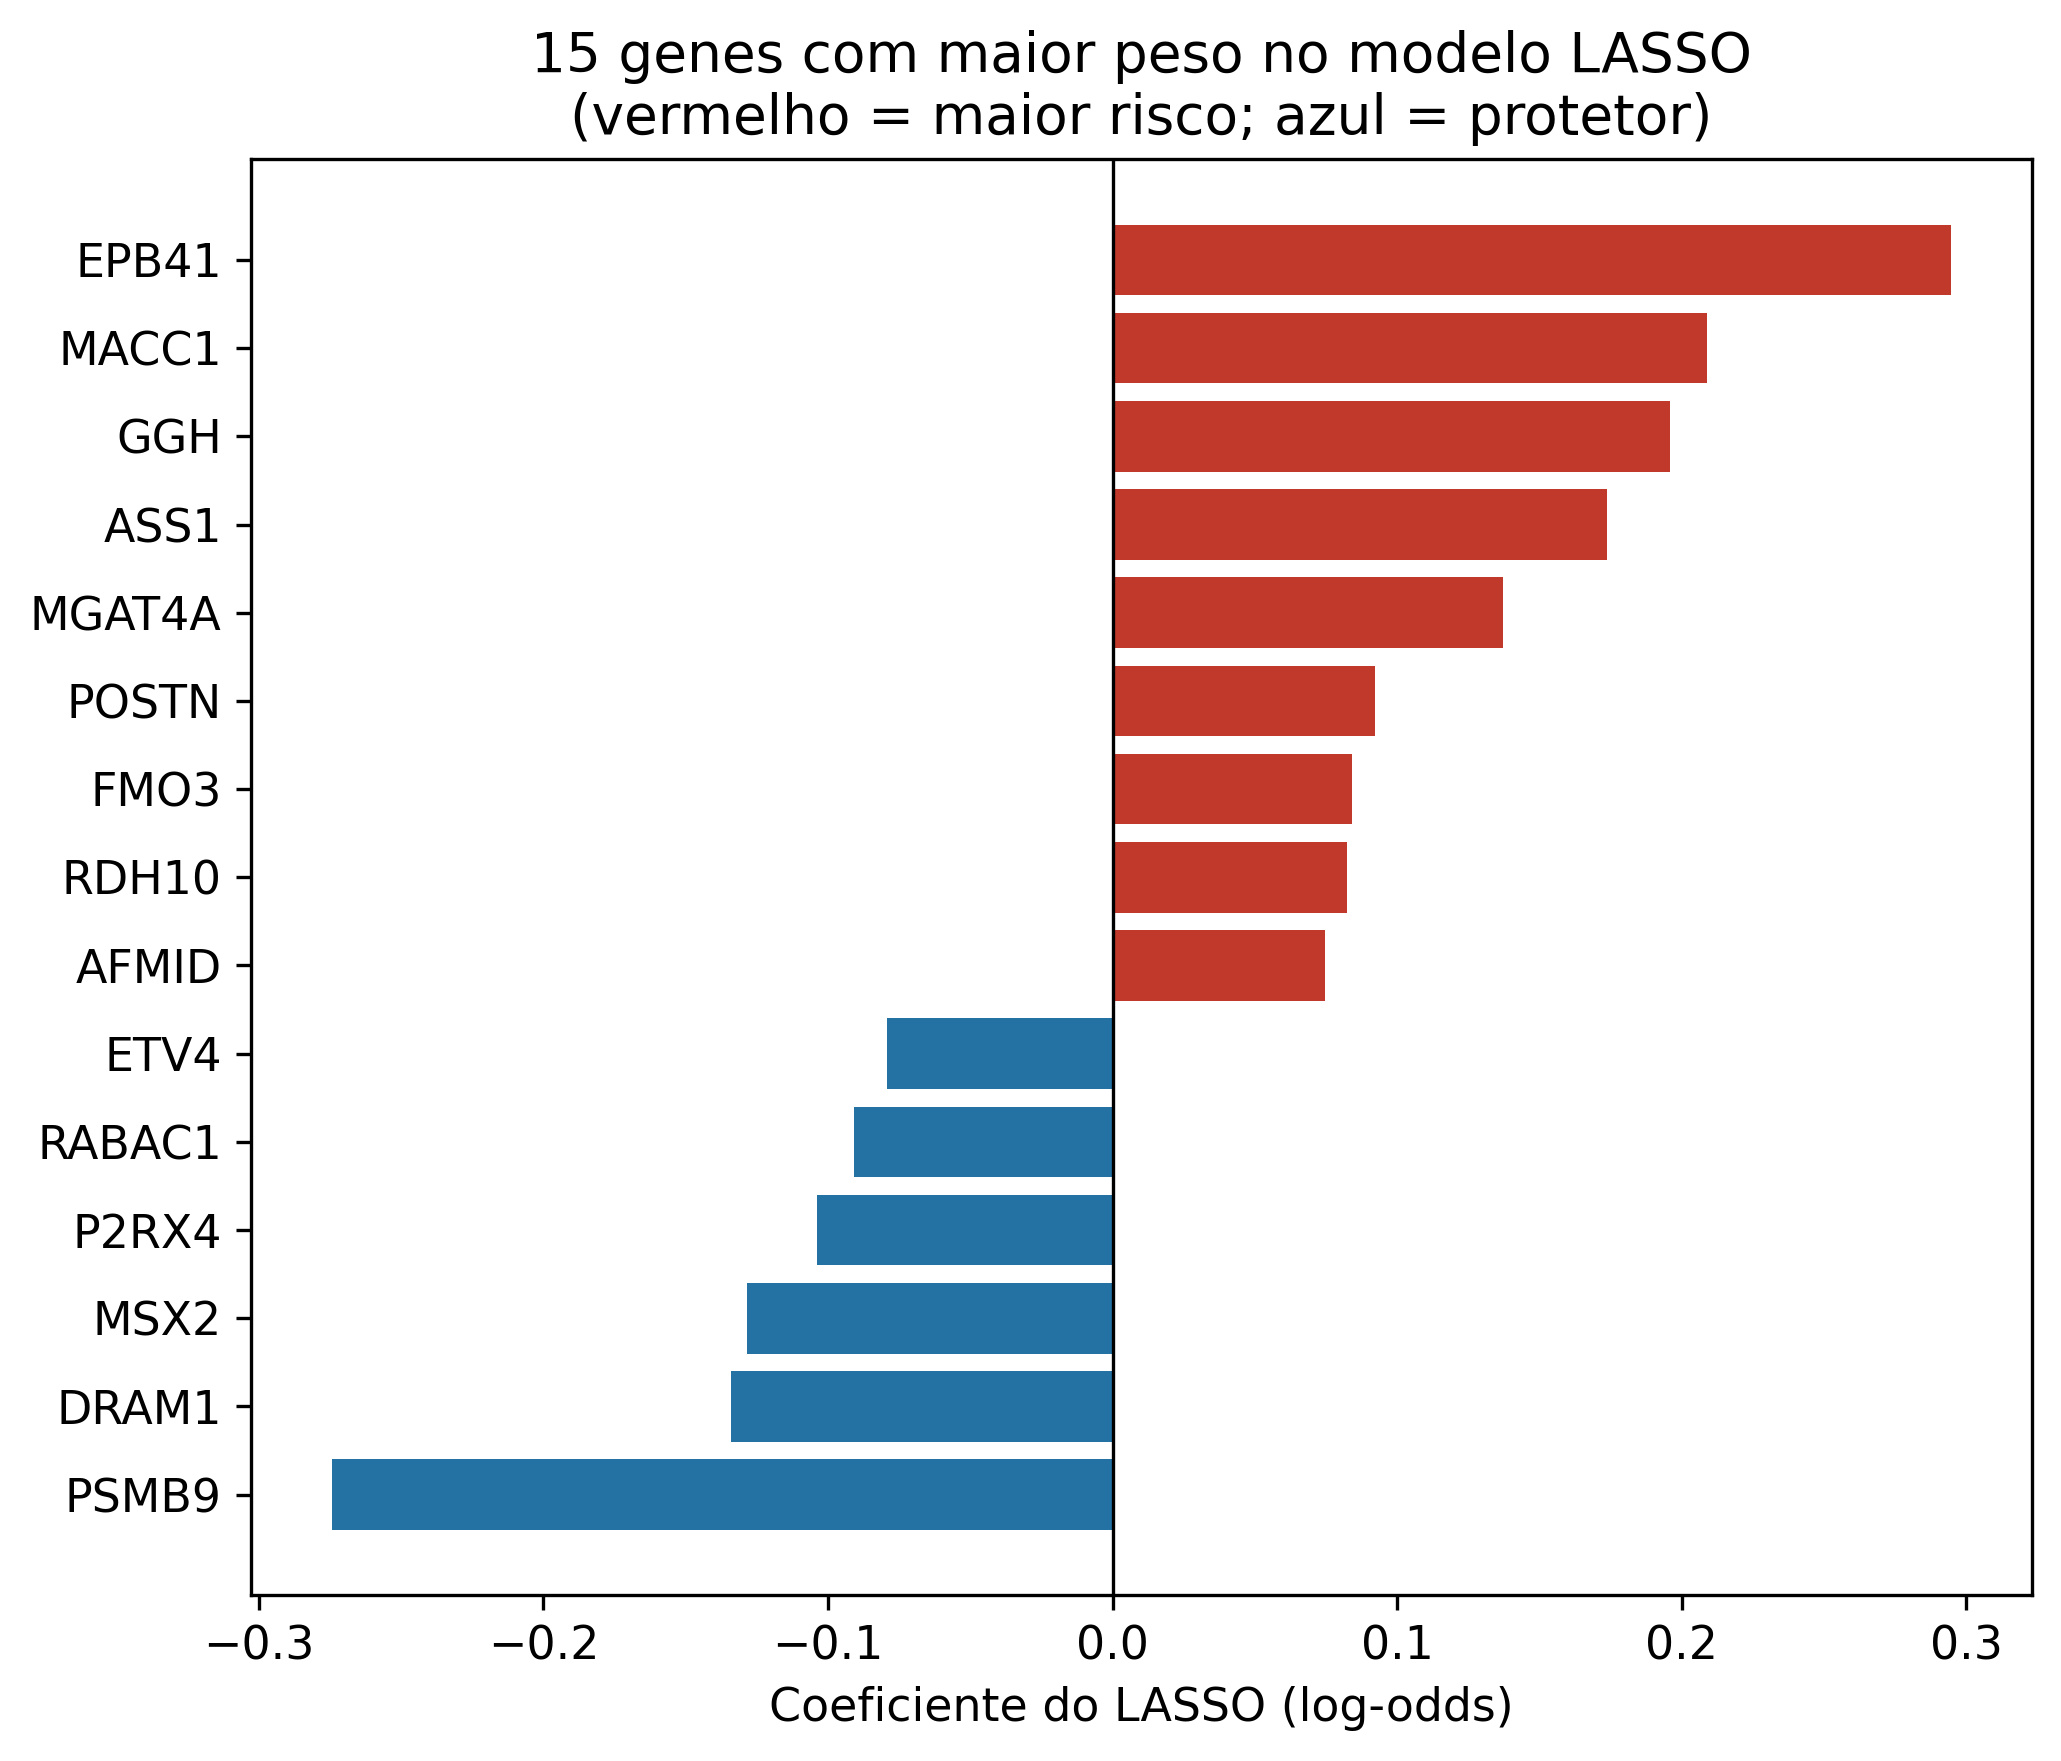 15 genes com maior peso no modelo LASSO
(vermelho = maior risco; azul = protetor)
EPB41
MACC1
GGH
ASS1
MGAT4A
POSTN
FMO3
RDH10
AFMID
ETV4
RABAC1
P2RX4
MSX2
DRAM1
PSMB9
−0.3 −0.2 −0.1 0.0 0.1 0.2 0.3
Coeficiente do LASSO (log-odds)